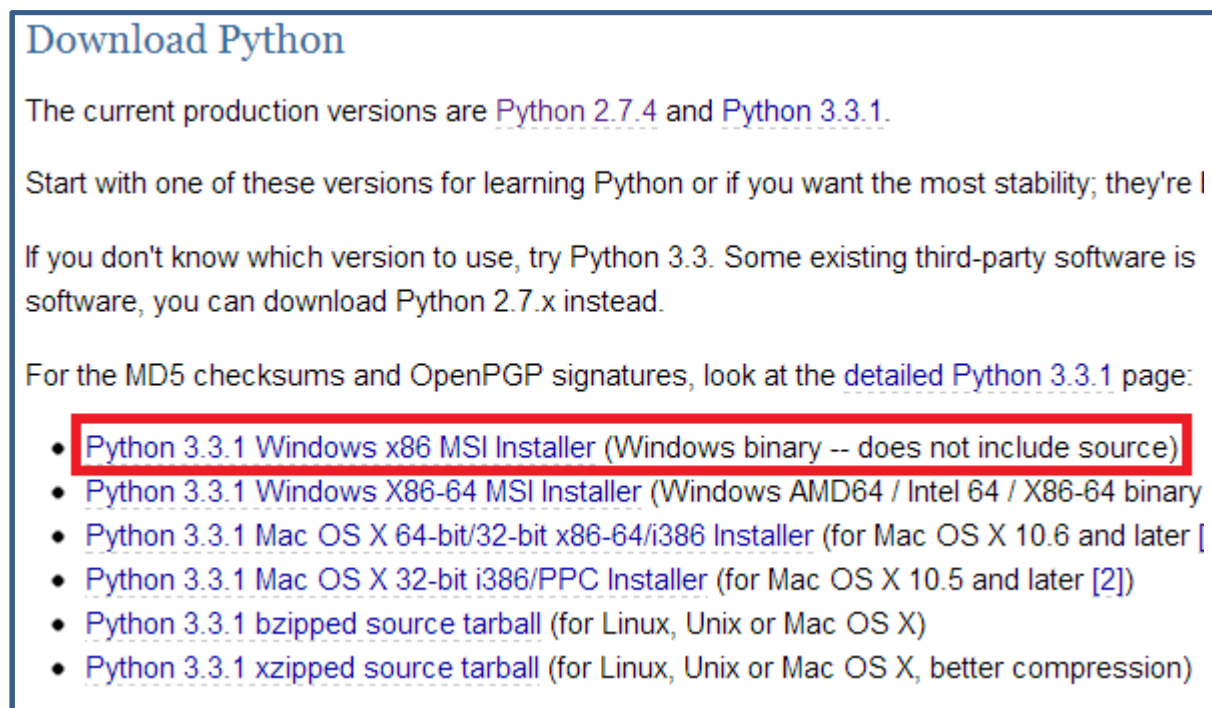 Download Python
The current production versions are Python 2.7.4 and Python 3.3.1.
Start with one of these versions for learning Python or if you want the most stability; they're
If you don't know which version to use, try Python 3.3. Some existing third-party software is
software, you can download Python 2.7.x instead.
For the MD5 checksums and OpenPGP signatures, look at the detailed Python 3.3.1 page:
• Python 3.3.1 Windows x86 MSI Installer (Windows binary -- does not include source)
• Python 3.3.1 Windows X86-64 MSI Installer (Windows AMD64 / Intel 64 / X86-64 binary
• Python 3.3.1 Mac OS X 64-bit/32-bit x86-64/i386 Installer (for Mac OS X 10.6 and later [
• Python 3.3.1 Mac OS X 32-bit i386/PPC Installer (for Mac OS X 10.5 and later [2])
• Python 3.3.1 bzipped source tarball (for Linux, Unix or Mac OS X)
• Python 3.3.1 xzipped source tarball (for Linux, Unix or Mac OS X, better compression)